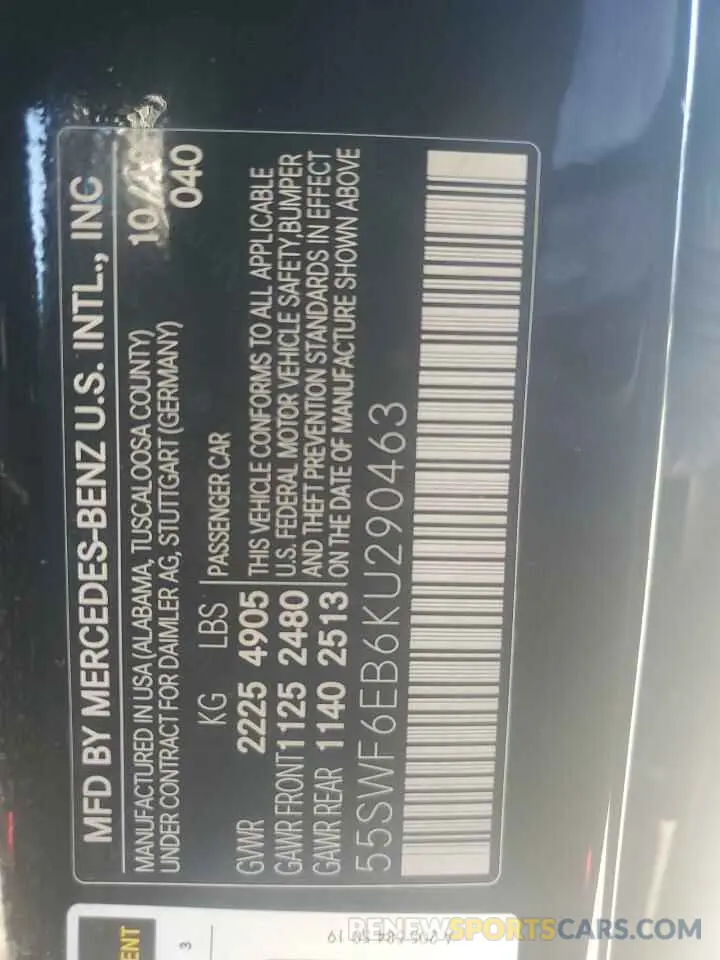 MFD BY MERCEDES-BENZ U.S. INTL., INC
MANUFACTURED IN USA (ALABAMA, TUSCALOOSA COUNTY)
UNDER CONTRACT FOR DAIMLER AG, STUTTGART (GERMANY)
040
KG LBS
GVWR 2225 4905
GAWR FRONT 1125 2480
GAWR REAR 1140 2513
PASSENGER CAR
THIS VEHICLE CONFORMS TO ALL APPLICABLE
U.S. FEDERAL MOTOR VEHICLE SAFETY,BUMPER
AND THEFT PREVENTION STANDARDS IN EFFECT
ON THE DATE OF MANUFACTURE SHOWN ABOVE
55SWF6EB6KU290463
3
RENEWSPORTSCARS.COM